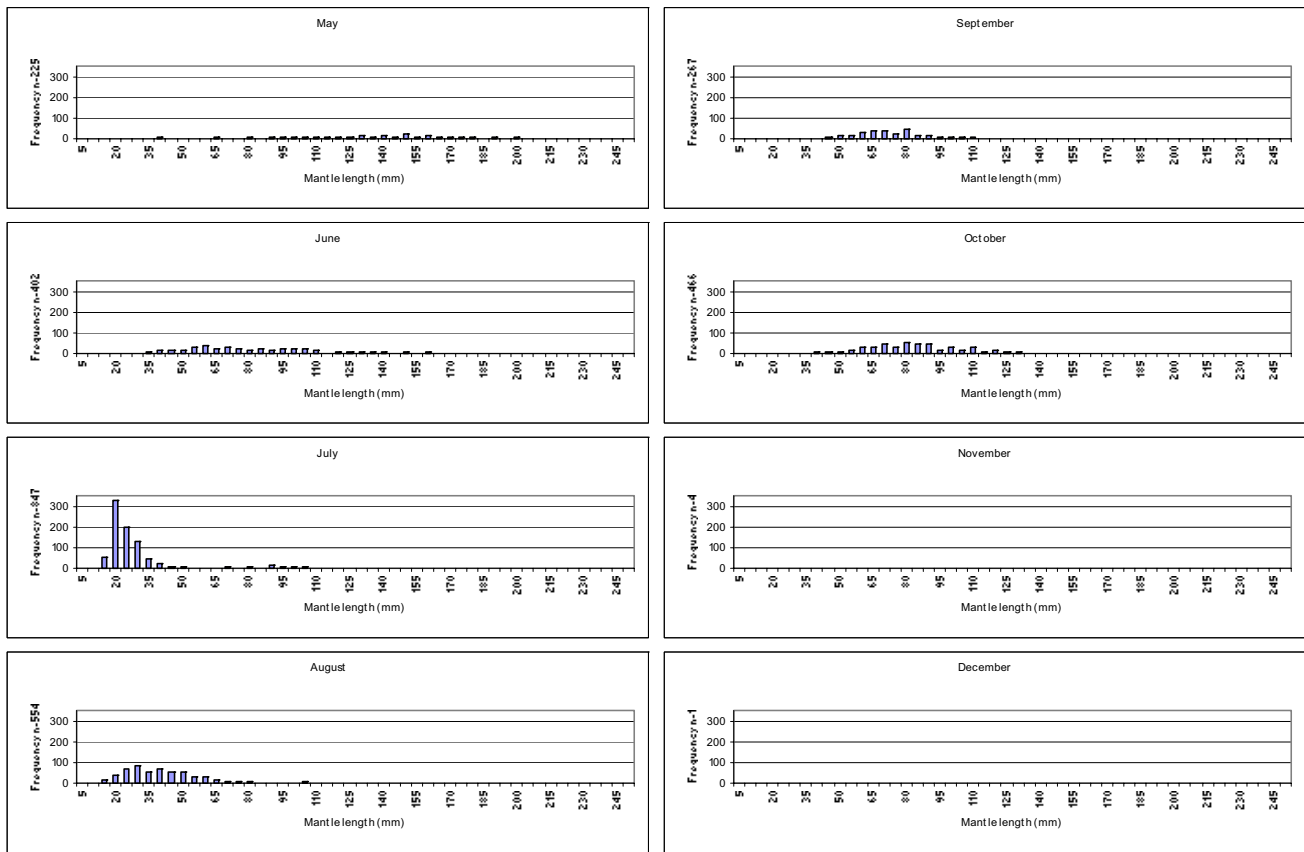 May
Frequency n-225
300
200
100
0
5 20 35 50 65 80 95 110 125 140 155 170 185 200 215 230 245
Mantle length (mm)
September
Frequency n-267
300
200
100
0
5 20 35 50 65 80 95 110 125 140 155 170 185 200 215 230 245
Mantle length (mm)
June
Frequency n-402
300
200
100
0
5 20 35 50 65 80 95 110 125 140 155 170 185 200 215 230 245
Mantle length (mm)
October
Frequency n-466
300
200
100
0
5 20 35 50 65 80 95 110 125 140 155 170 185 200 215 230 245
Mantle length (mm)
July
Frequency n-847
300
200
100
0
5 20 35 50 65 80 95 110 125 140 155 170 185 200 215 230 245
Mantle length (mm)
November
Frequency n-4
300
200
100
0
5 20 35 50 65 80 95 110 125 140 155 170 185 200 215 230 245
Mantle length (mm)
August
Frequency n-554
300
200
100
0
5 20 35 50 65 80 95 110 125 140 155 170 185 200 215 230 245
Mantle length (mm)
December
Frequency n-1
300
200
100
0
5 20 35 50 65 80 95 110 125 140 155 170 185 200 215 230 245
Mantle length (mm)